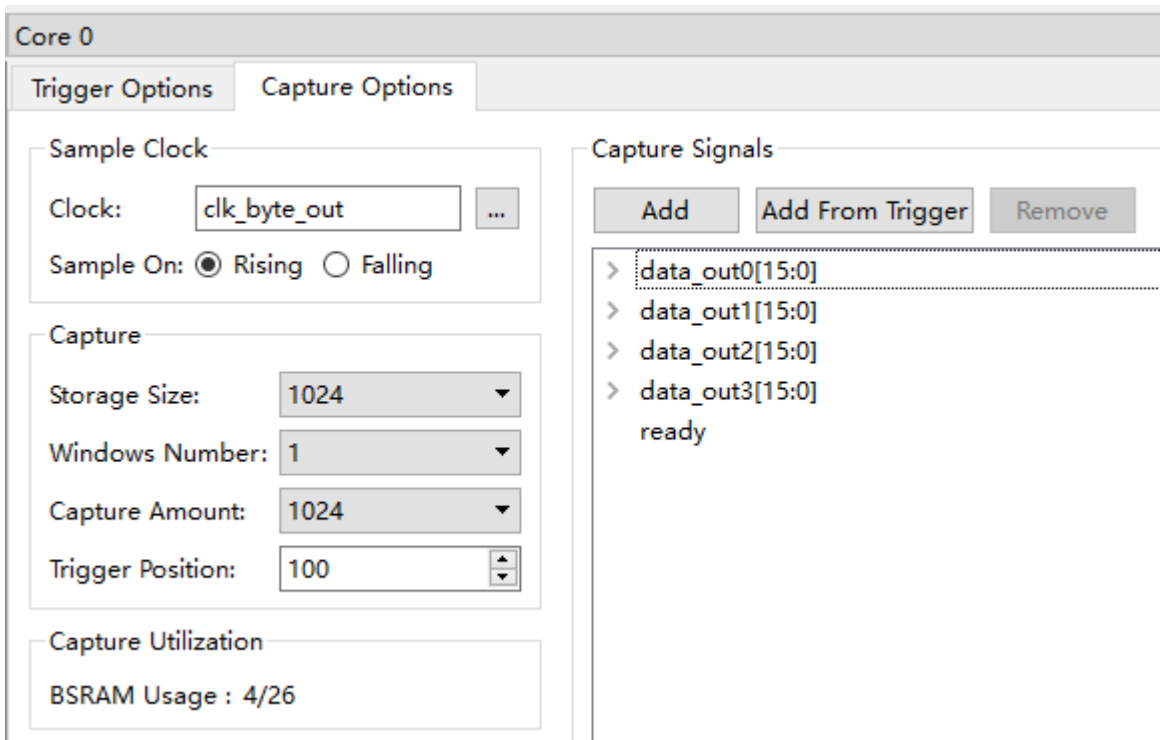 Core 0
Trigger Options
Capture Options
Sample Clock
Clock:
clk_byte_out
...
Sample On:
Rising
Falling
Capture
Storage Size:
1024
Windows Number:
1
Capture Amount:
1024
Trigger Position:
100
Capture Utilization
BSRAM Usage : 4/26
Capture Signals
Add
Add From Trigger
Remove
data_out0[15:0]
data_out1[15:0]
data_out2[15:0]
data_out3[15:0]
ready